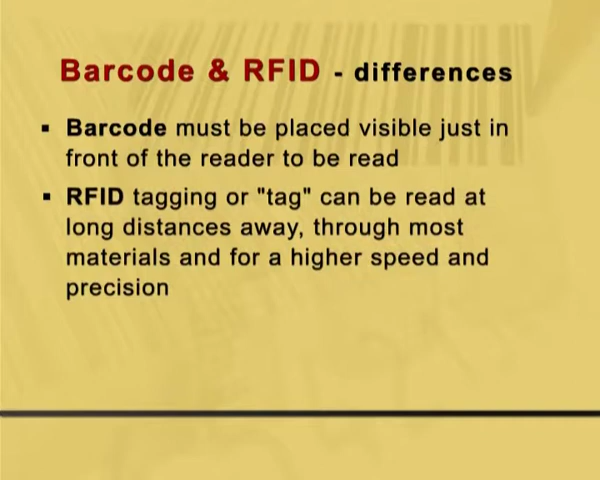 Barcode & RFID - differences
▪ Barcode must be placed visible just in
front of the reader to be read
▪ RFID tagging or "tag" can be read at
long distances away, through most
materials and for a higher speed and
precision